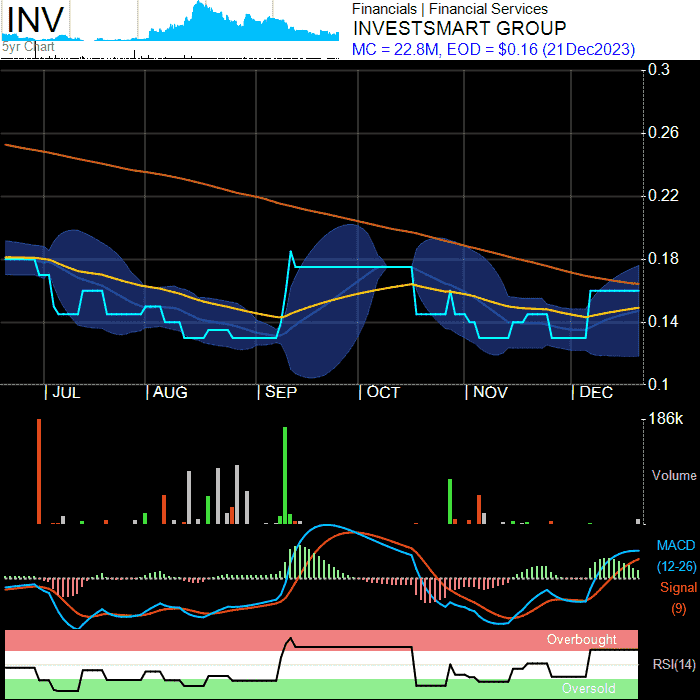 INV
5yr Chart
Financials | Financial Services
INVESTSMART GROUP
MC = 22.8M, EOD = $0.16 (21Dec2023)
0.3
0.26
0.22
0.18
0.14
0.1
JUL
AUG
SEP
OCT
NOV
DEC
186k
Volume
MACD
(12-26)
Signal
(9)
Overbought
RSI(14)
Oversold